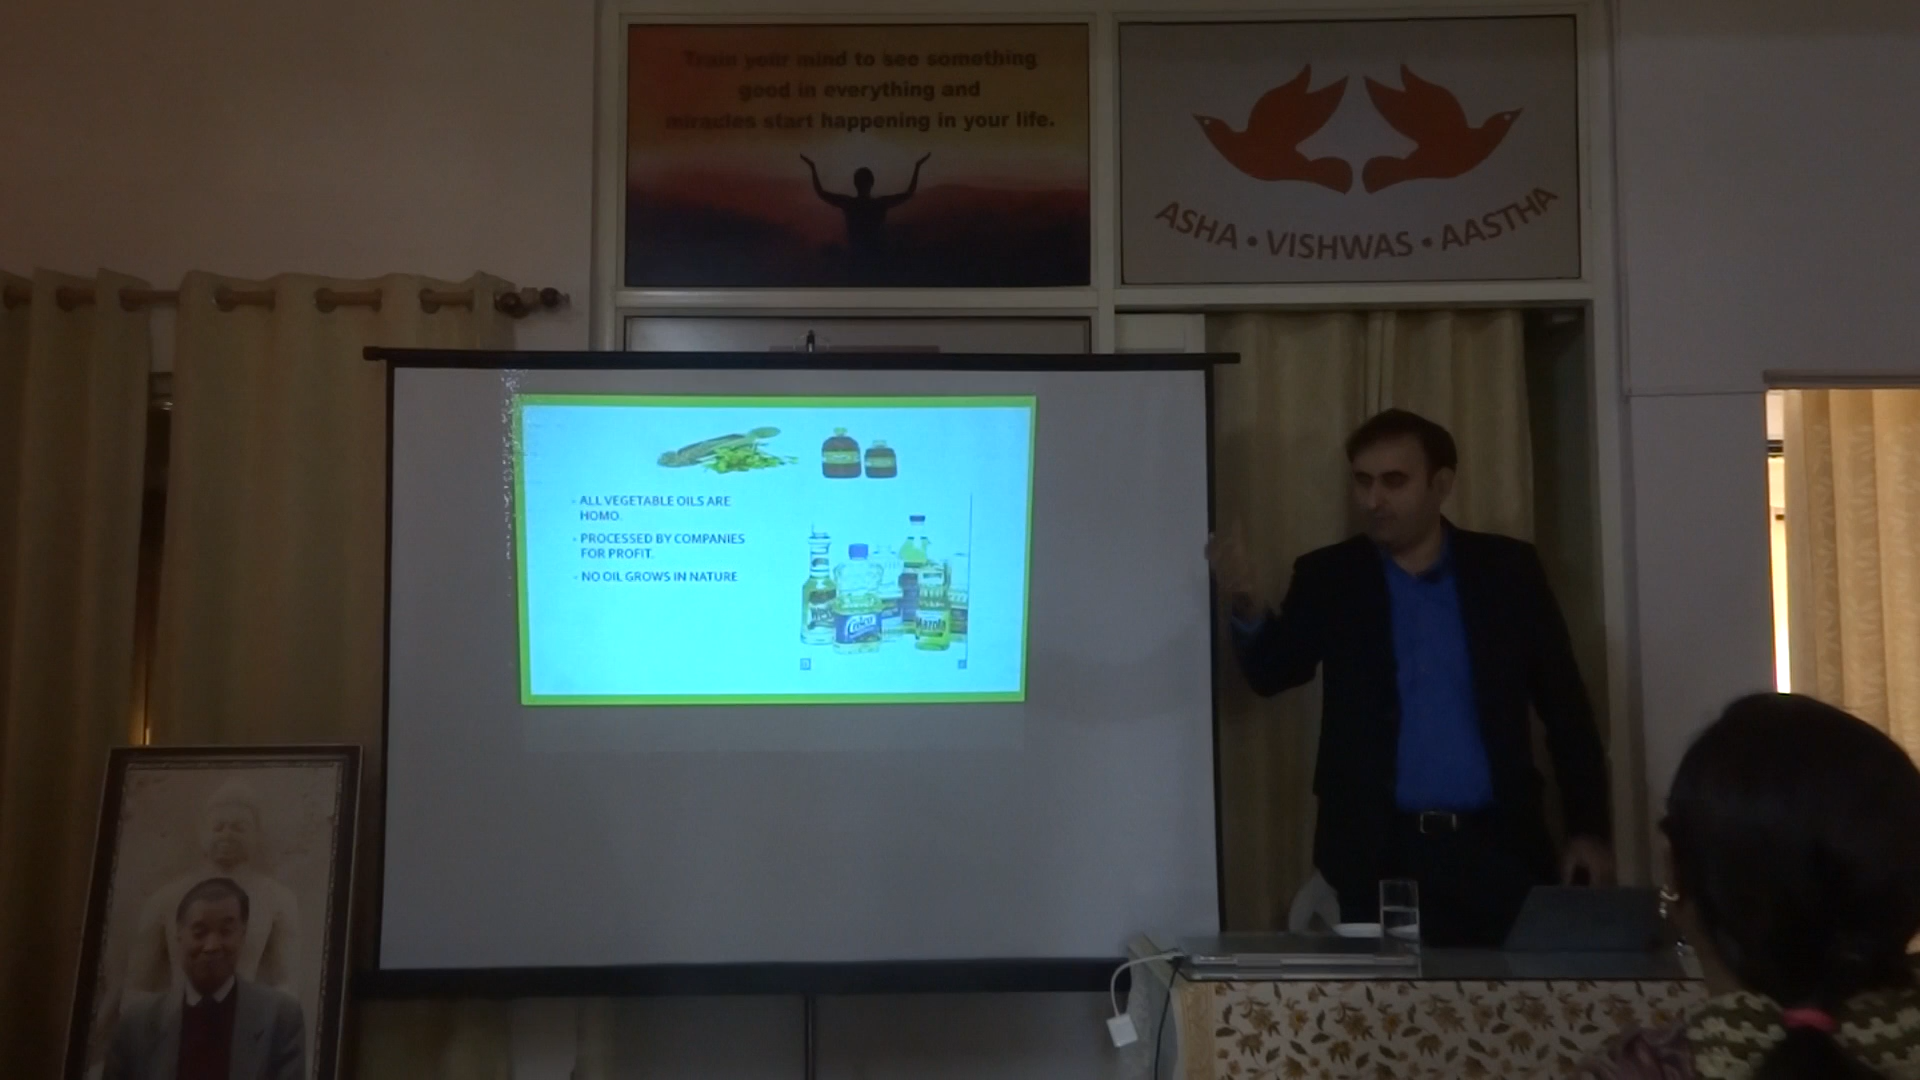 Train your mind to see something
good in everything and
miracles start happening in your life.
ASHA • VISHWAS • AASTHA
- ALL VEGETABLE OILS ARE
HOMO.
- PROCESSED BY COMPANIES
FOR PROFIT.
- NO OIL GROWS IN NATURE
Crisco
Mazola